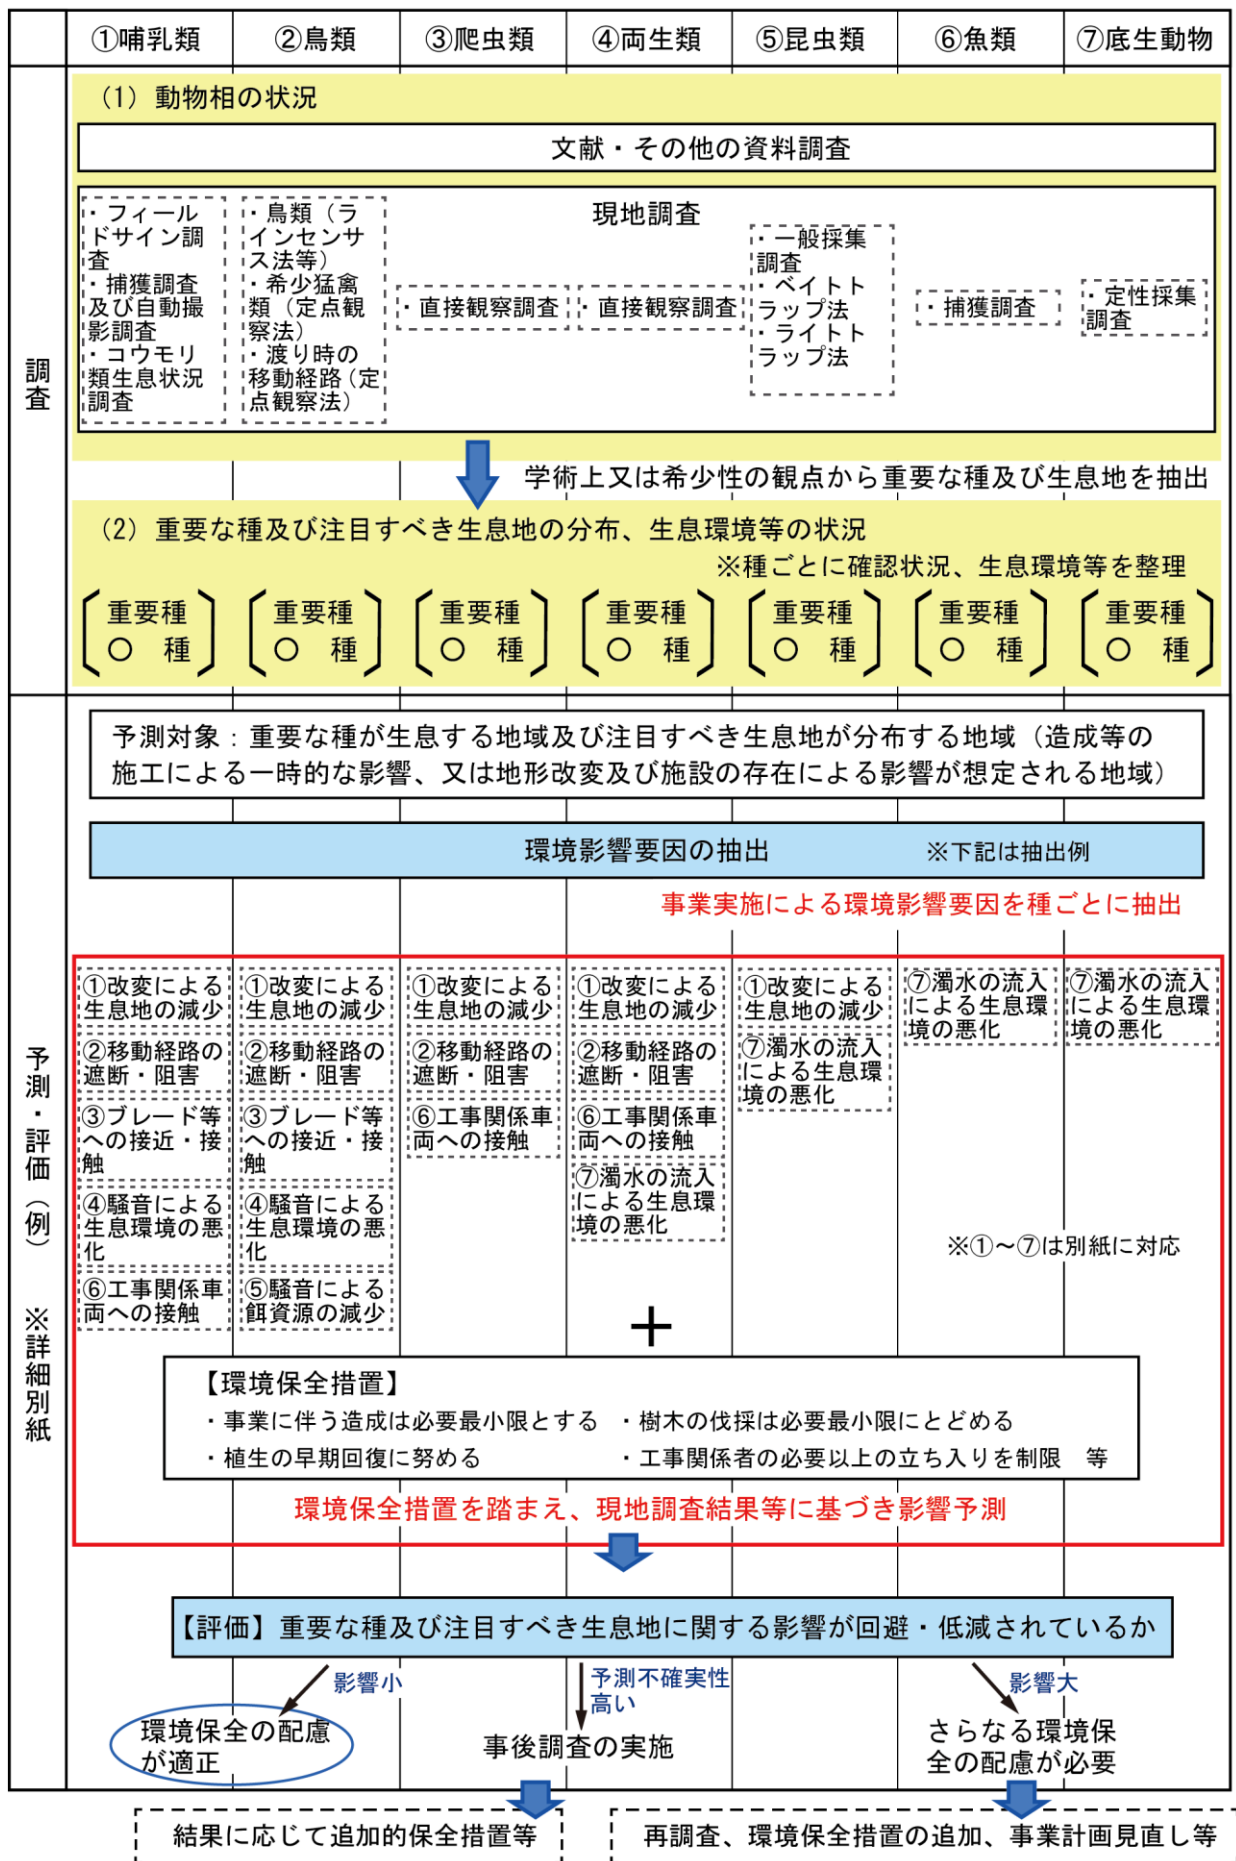 ①哺乳類
②鳥類
③爬虫類
④両生類
⑤昆虫類
⑥魚類
⑦底生動物
調査
(1) 動物相の状況
文献・その他の資料調査
現地調査
・フィール
ドサイン調
査
・捕獲調査
及び自動撮
影調査
・コウモリ
類生息状況
調査
・鳥類（ラ
インセンサ
ス法等）
・希少猛禽
類（定点観
察法）
・渡り時の
移動経路（定
点観察法）
・直接観察調査
・直接観察調査
・一般採集
調査
・ベイトト
ラップ法
・ライトト
ラップ法
・捕獲調査
・定性採集
調査
学術上又は希少性の観点から重要な種及び生息地を抽出
(2) 重要な種及び注目すべき生息地の分布、生息環境等の状況
※種ごとに確認状況、生息環境等を整理
重要種
〇　種
重要種
〇　種
重要種
〇　種
重要種
〇　種
重要種
〇　種
重要種
〇　種
重要種
〇　種
予測・評価（例）　※詳細別紙
予測対象：重要な種が生息する地域及び注目すべき生息地が分布する地域（造成等の
施工による一時的な影響、又は地形改変及び施設の存在による影響が想定される地域）
環境影響要因の抽出
※下記は抽出例
事業実施による環境影響要因を種ごとに抽出
①改変による
生息地の減少
②移動経路の
遮断・阻害
③ブレード等
への接近・接
触
④騒音による
生息環境の悪
化
⑥工事関係車
両への接触
①改変による
生息地の減少
②移動経路の
遮断・阻害
③ブレード等
への接近・接
触
④騒音による
生息環境の悪
化
⑤騒音による
餌資源の減少
①改変による
生息地の減少
②移動経路の
遮断・阻害
⑥工事関係車
両への接触
①改変による
生息地の減少
②移動経路の
遮断・阻害
⑥工事関係車
両への接触
⑦濁水の流入
による生息環
境の悪化
①改変による
生息地の減少
⑦濁水の流入
による生息環
境の悪化
⑦濁水の流入
による生息環
境の悪化
⑦濁水の流入
による生息環
境の悪化
※①～⑦は別紙に対応
＋
【環境保全措置】
・事業に伴う造成は必要最小限とする　・樹木の伐採は必要最小限にとどめる
・植生の早期回復に努める　・工事関係者の必要以上の立ち入りを制限　等
環境保全措置を踏まえ、現地調査結果等に基づき影響予測
【評価】重要な種及び注目すべき生息地に関する影響が回避・低減されているか
影響小
予測不確実性
高い
影響大
環境保全の配慮
が適正
事後調査の実施
さらなる環境保
全の配慮が必要
結果に応じて追加的保全措置等
再調査、環境保全措置の追加、事業計画見直し等